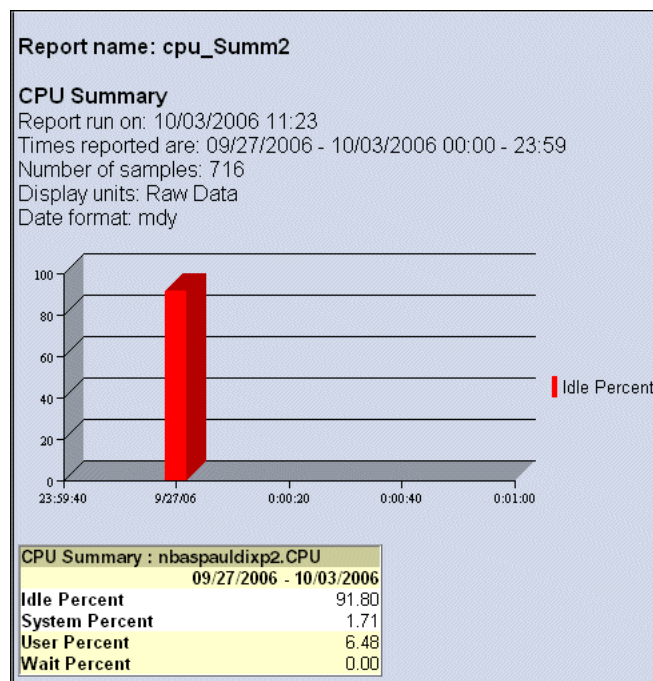 Report name: cpu_Summ2
CPU Summary
Report run on: 10/03/2006 11:23
Times reported are: 09/27/2006 - 10/03/2006 00:00 - 23:59
Number of samples: 716
Display units: Raw Data
Date format: mdy
100
80
60
40
20
0
23:59:40 9/27/06 0:00:20 0:00:40 0:01:00
Idle Percent
CPU Summary : nbaspauldixp2.CPU
09/27/2006 - 10/03/2006
Idle Percent 91.80
System Percent 1.71
User Percent 6.48
Wait Percent 0.00